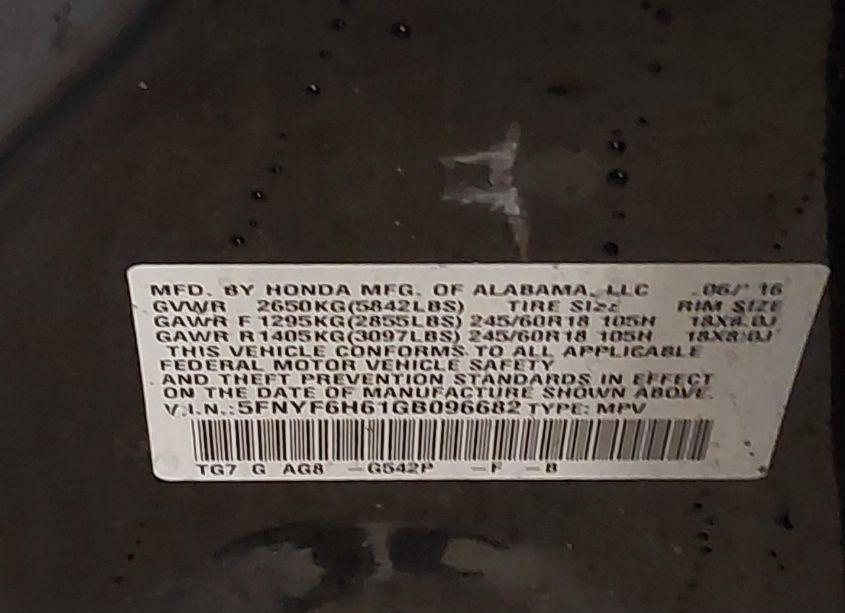 MFD. BY HONDA MFG. OF ALABAMA, LLC 06/ 16
GVWR 2650KG(5842LBS) TIRE SIZE RIM SIZE
GAWR F 1295KG(2855LBS) 245/60R18 105H 18X8.0J
GAWR R 1405KG(3097LBS) 245/60R18 105H 18X8.0J
THIS VEHICLE CONFORMS TO ALL APPLICABLE
FEDERAL MOTOR VEHICLE SAFETY
AND THEFT PREVENTION STANDARDS IN EFFECT
ON THE DATE OF MANUFACTURE SHOWN ABOVE.
V.I.N.:5FNYF6H61GB096682 TYPE: MPV
TG7 G AG8 -G542P -F -B